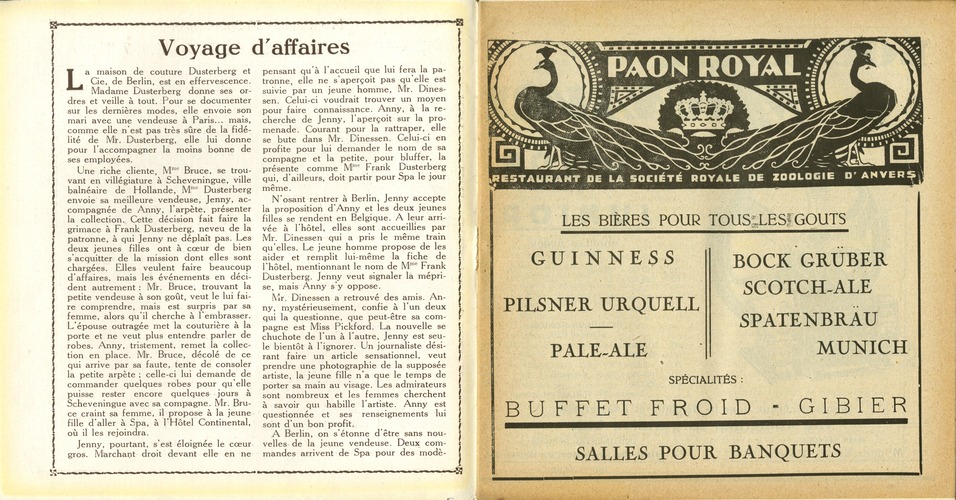 Voyage d'affaires
La maison de couture Dusterberg et
Cie, de Berlin, est en effervescence.
Madame Dusterberg donne ses or-
dres et veille à tout. Pour se documenter
sur les dernières modes, elle envoie son
mari avec une vendeuse à Paris... mais,
comme elle n'est pas très sûre de la fidé-
lité de Mr. Dusterberg, elle lui donne
pour l'accompagner la moins bonne de
ses employées.
Une riche cliente, Mme Bruce, se trou-
vant en villégiature à Scheveningue, ville
balnéaire de Hollande, Mme Dusterberg
envoie sa meilleure vendeuse, Jenny, ac-
compagnée de Anny, l'arpète, présenter
la collection. Cette décision fait faire la
grimace à Frank Dusterberg, neveu de la
patronne, à qui Jenny ne déplaît pas. Les
deux jeunes filles ont à cœur de bien
s'acquitter de la mission dont elles sont
chargées. Elles veulent faire beaucoup
d'affaires, mais les événements en déci-
dent autrement : Mr. Bruce, trouvant la
petite vendeuse à son goût, veut le lui fai-
re comprendre, mais est surpris par sa
femme, alors qu'il cherche à l'embrasser.
L'épouse outragée met la couturière à la
porte et ne veut plus entendre parler de
robes. Anny, tristement, remet la collec-
tion en place. Mr. Bruce, décolé de ce
qui arrive par sa faute, tente de consoler
la petite arpète ; celle-ci lui demande de
commander quelques robes pour qu'elle
puisse rester encore quelques jours à
Scheveningue avec sa compagne. Mr. Bru-
ce craint sa femme, il propose à la jeune
fille d'aller à Spa, à l'Hôtel Continental,
où il les rejoindra.
Jenny, pourtant, s'est éloignée le cœur
gros. Marchant droit devant elle en ne
pensant qu'à l'accueil que lui fera la pa-
tronne, elle ne s'aperçoit pas qu'elle est
suivie par un jeune homme, Mr. Dines-
sen. Celui-ci voudrait trouver un moyen
pour faire connaissance. Anny, à la re-
cherche de Jenny, l'aperçoit sur la pro-
menade. Courant pour la rattraper, elle
se bute dans Mr. Dinessen. Celui-ci en
profite pour lui demander le nom de sa
compagne et la petite, pour bluffer, la
présente comme Mme Frank Dusterberg
qui, d'ailleurs, doit partir pour Spa le jour
même.
N'osant rentrer à Berlin, Jenny accepte
la proposition d'Anny et les deux jeunes
filles se rendent en Belgique. A leur arri-
vée à l'hôtel, elles sont accueillies par
Mr. Dinessen qui a pris le même train
qu'elles. Le jeune homme propose de les
aider et remplit lui-même la fiche de
l'hôtel, mentionnant le nom de Mme Frank
Dusterberg. Jenny veut signaler la mépri-
se, mais Anny s'y oppose.
Mr. Dinessen a retrouvé des amis. An-
ny, mystérieusement, confie à l'un deux
qui la questionne, que peut-être sa com-
pagne est Miss Pickford. La nouvelle se
chuchote de l'un à l'autre, Jenny est seu-
le bientôt à l'ignorer. Un journaliste dési-
rant faire un article sensationnel, veut
prendre une photographie de la supposée
artiste, la jeune fille n'a que le temps de
porter sa main au visage. Les admirateurs
sont nombreux et les femmes cherchent
à savoir qui habille l'artiste. Anny est
questionnée et ses renseignements lui
sont d'un bon profit.
A Berlin, on s'étonne d'être sans nou-
velles de la jeune vendeuse. Deux com-
mandes arrivent de Spa pour des modè-
PAON ROYAL
RESTAURANT DE LA SOCIÉTÉ ROYALE DE ZOOLOGIE D'ANVERS
LES BIÈRES POUR TOUS LES GOUTS
GUINNESS
PILSNER URQUELL
PALE-ALE
BOCK GRÜBER
SCOTCH-ALE
SPATENBRÄU
MUNICH
SPÉCIALITÉS :
BUFFET FROID - GIBIER
SALLES POUR BANQUETS